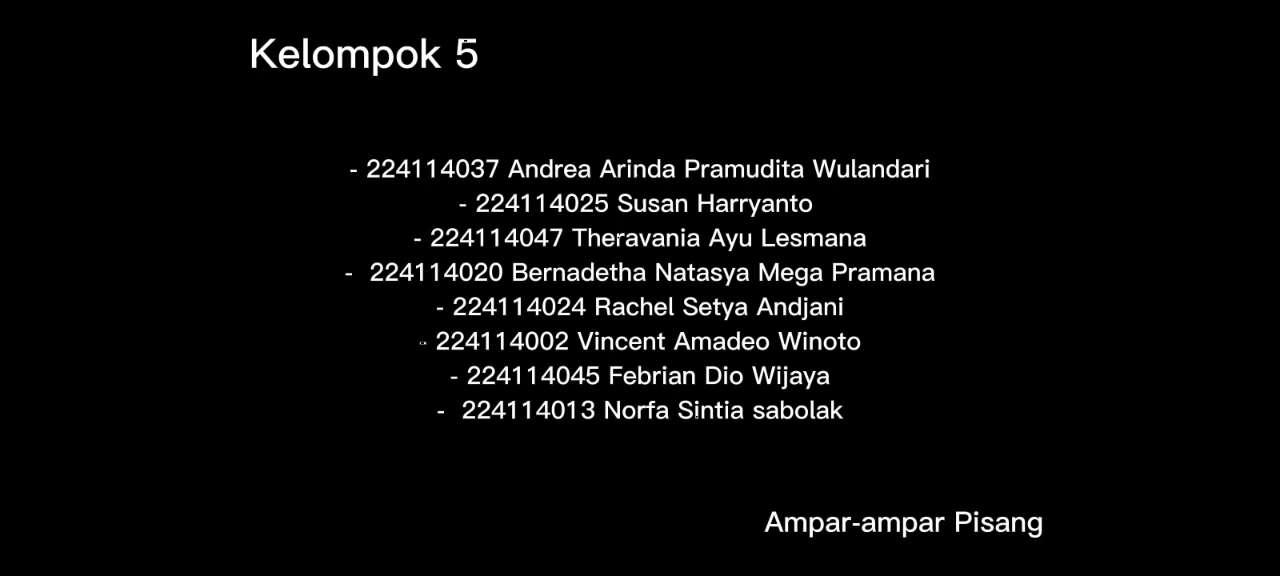 Kelompok 5
- 224114037 Andrea Arinda Pramudita Wulandari
- 224114025 Susan Harryanto
- 224114047 Theravania Ayu Lesmana
- 224114020 Bernadetha Natasya Mega Pramana
- 224114024 Rachel Setya Andjani
- 224114002 Vincent Amadeo Winoto
- 224114045 Febrian Dio Wijaya
- 224114013 Norfa Sintia sabolak
Ampar-ampar Pisang